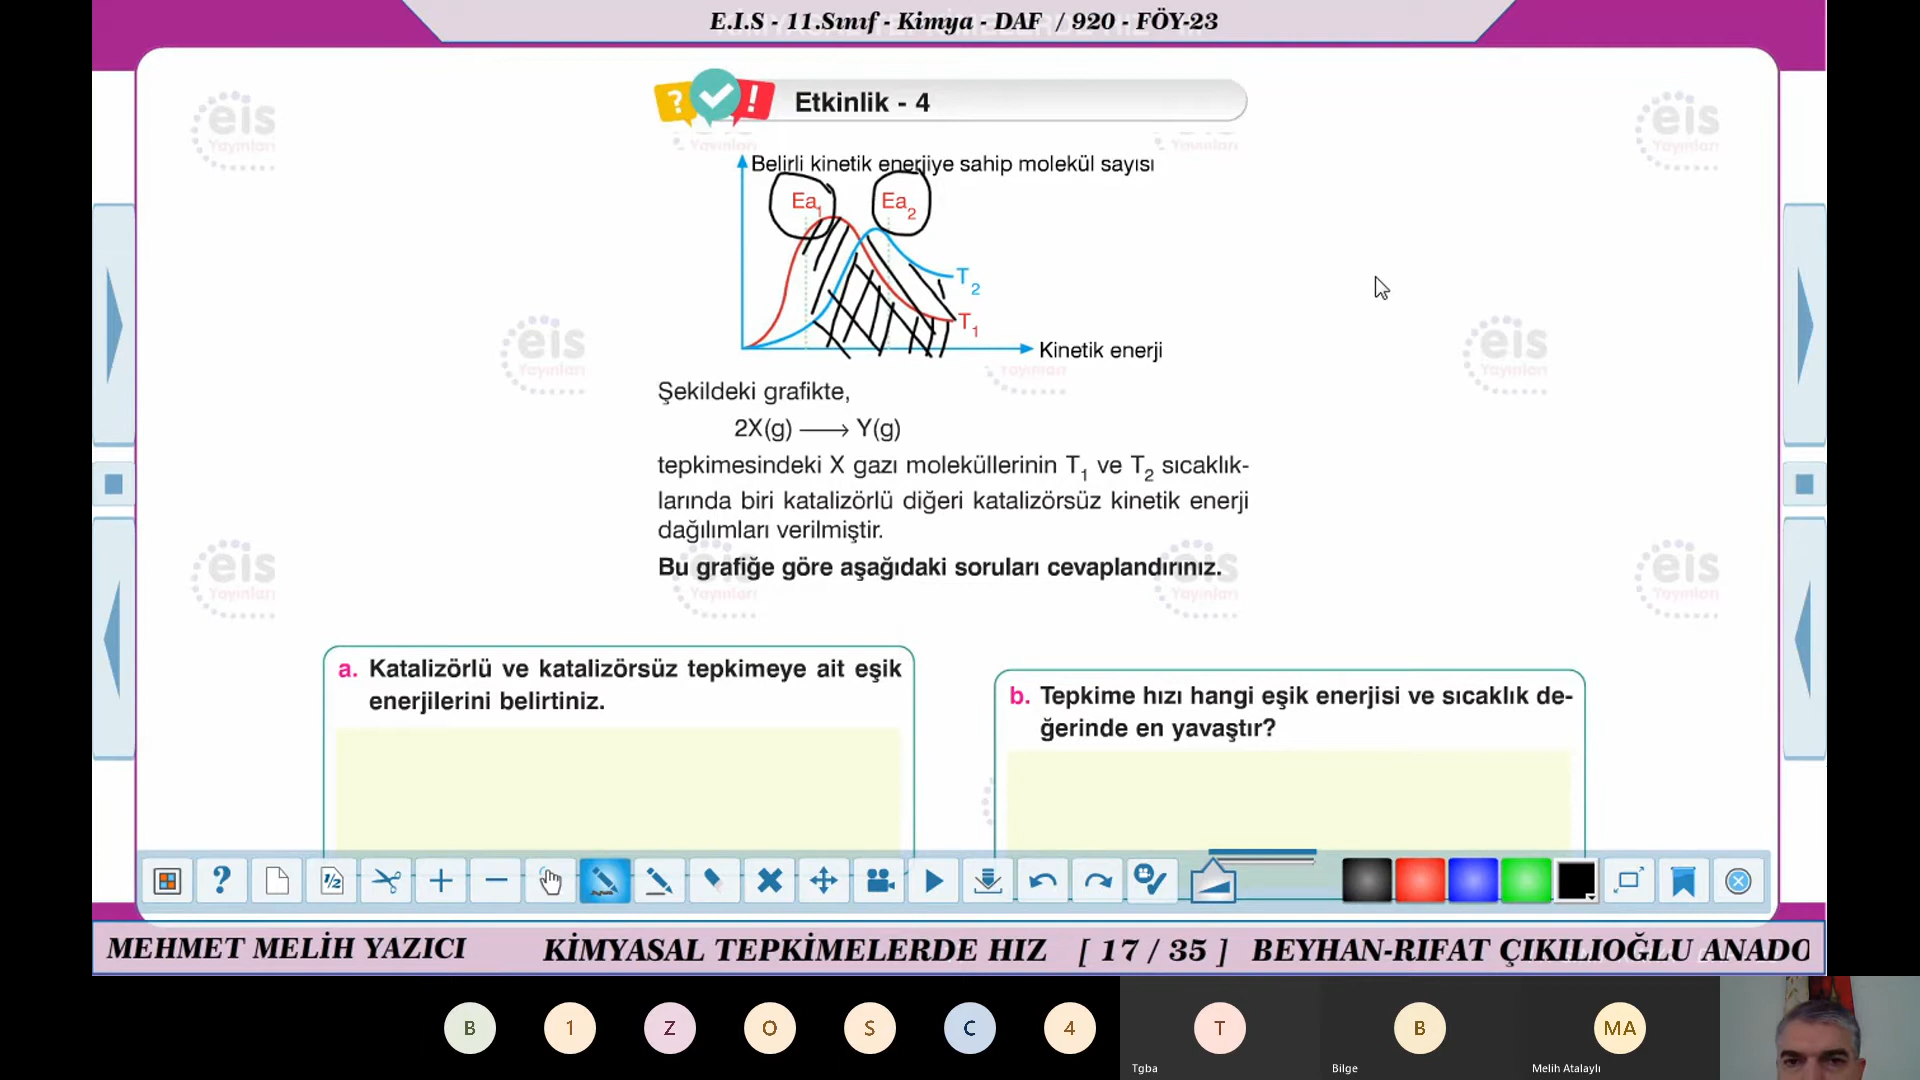 E.I.S - 11.Sınıf - Kimya - DAF / 920 - FÖY-23
? !
Etkinlik - 4
Belirli kinetik enerjiye sahip molekül sayısı
Ea1
Ea2
T2
T1
Kinetik enerji
Şekildeki grafikte,
2X(g) ⟶ Y(g)
tepkimesindeki X gazı moleküllerinin T1 ve T2 sıcaklık-
larında biri katalizörlü diğeri katalizörsüz kinetik enerji
dağılımları verilmiştir.
Bu grafiğe göre aşağıdaki soruları cevaplandırınız.
a. Katalizörlü ve katalizörsüz tepkimeye ait eşik
enerjilerini belirtiniz.
b. Tepkime hızı hangi eşik enerjisi ve sıcaklık de-
ğerinde en yavaştır?
eis
Yayınları
? 1/2
MEHMET MELİH YAZICI KİMYASAL TEPKİMELERDE HIZ [ 17 / 35 ] BEYHAN-RIFAT ÇIKILIOĞLU ANADO
B 1 Z O S C 4 T B MA
Tgba Bilge Melih Atalaylı